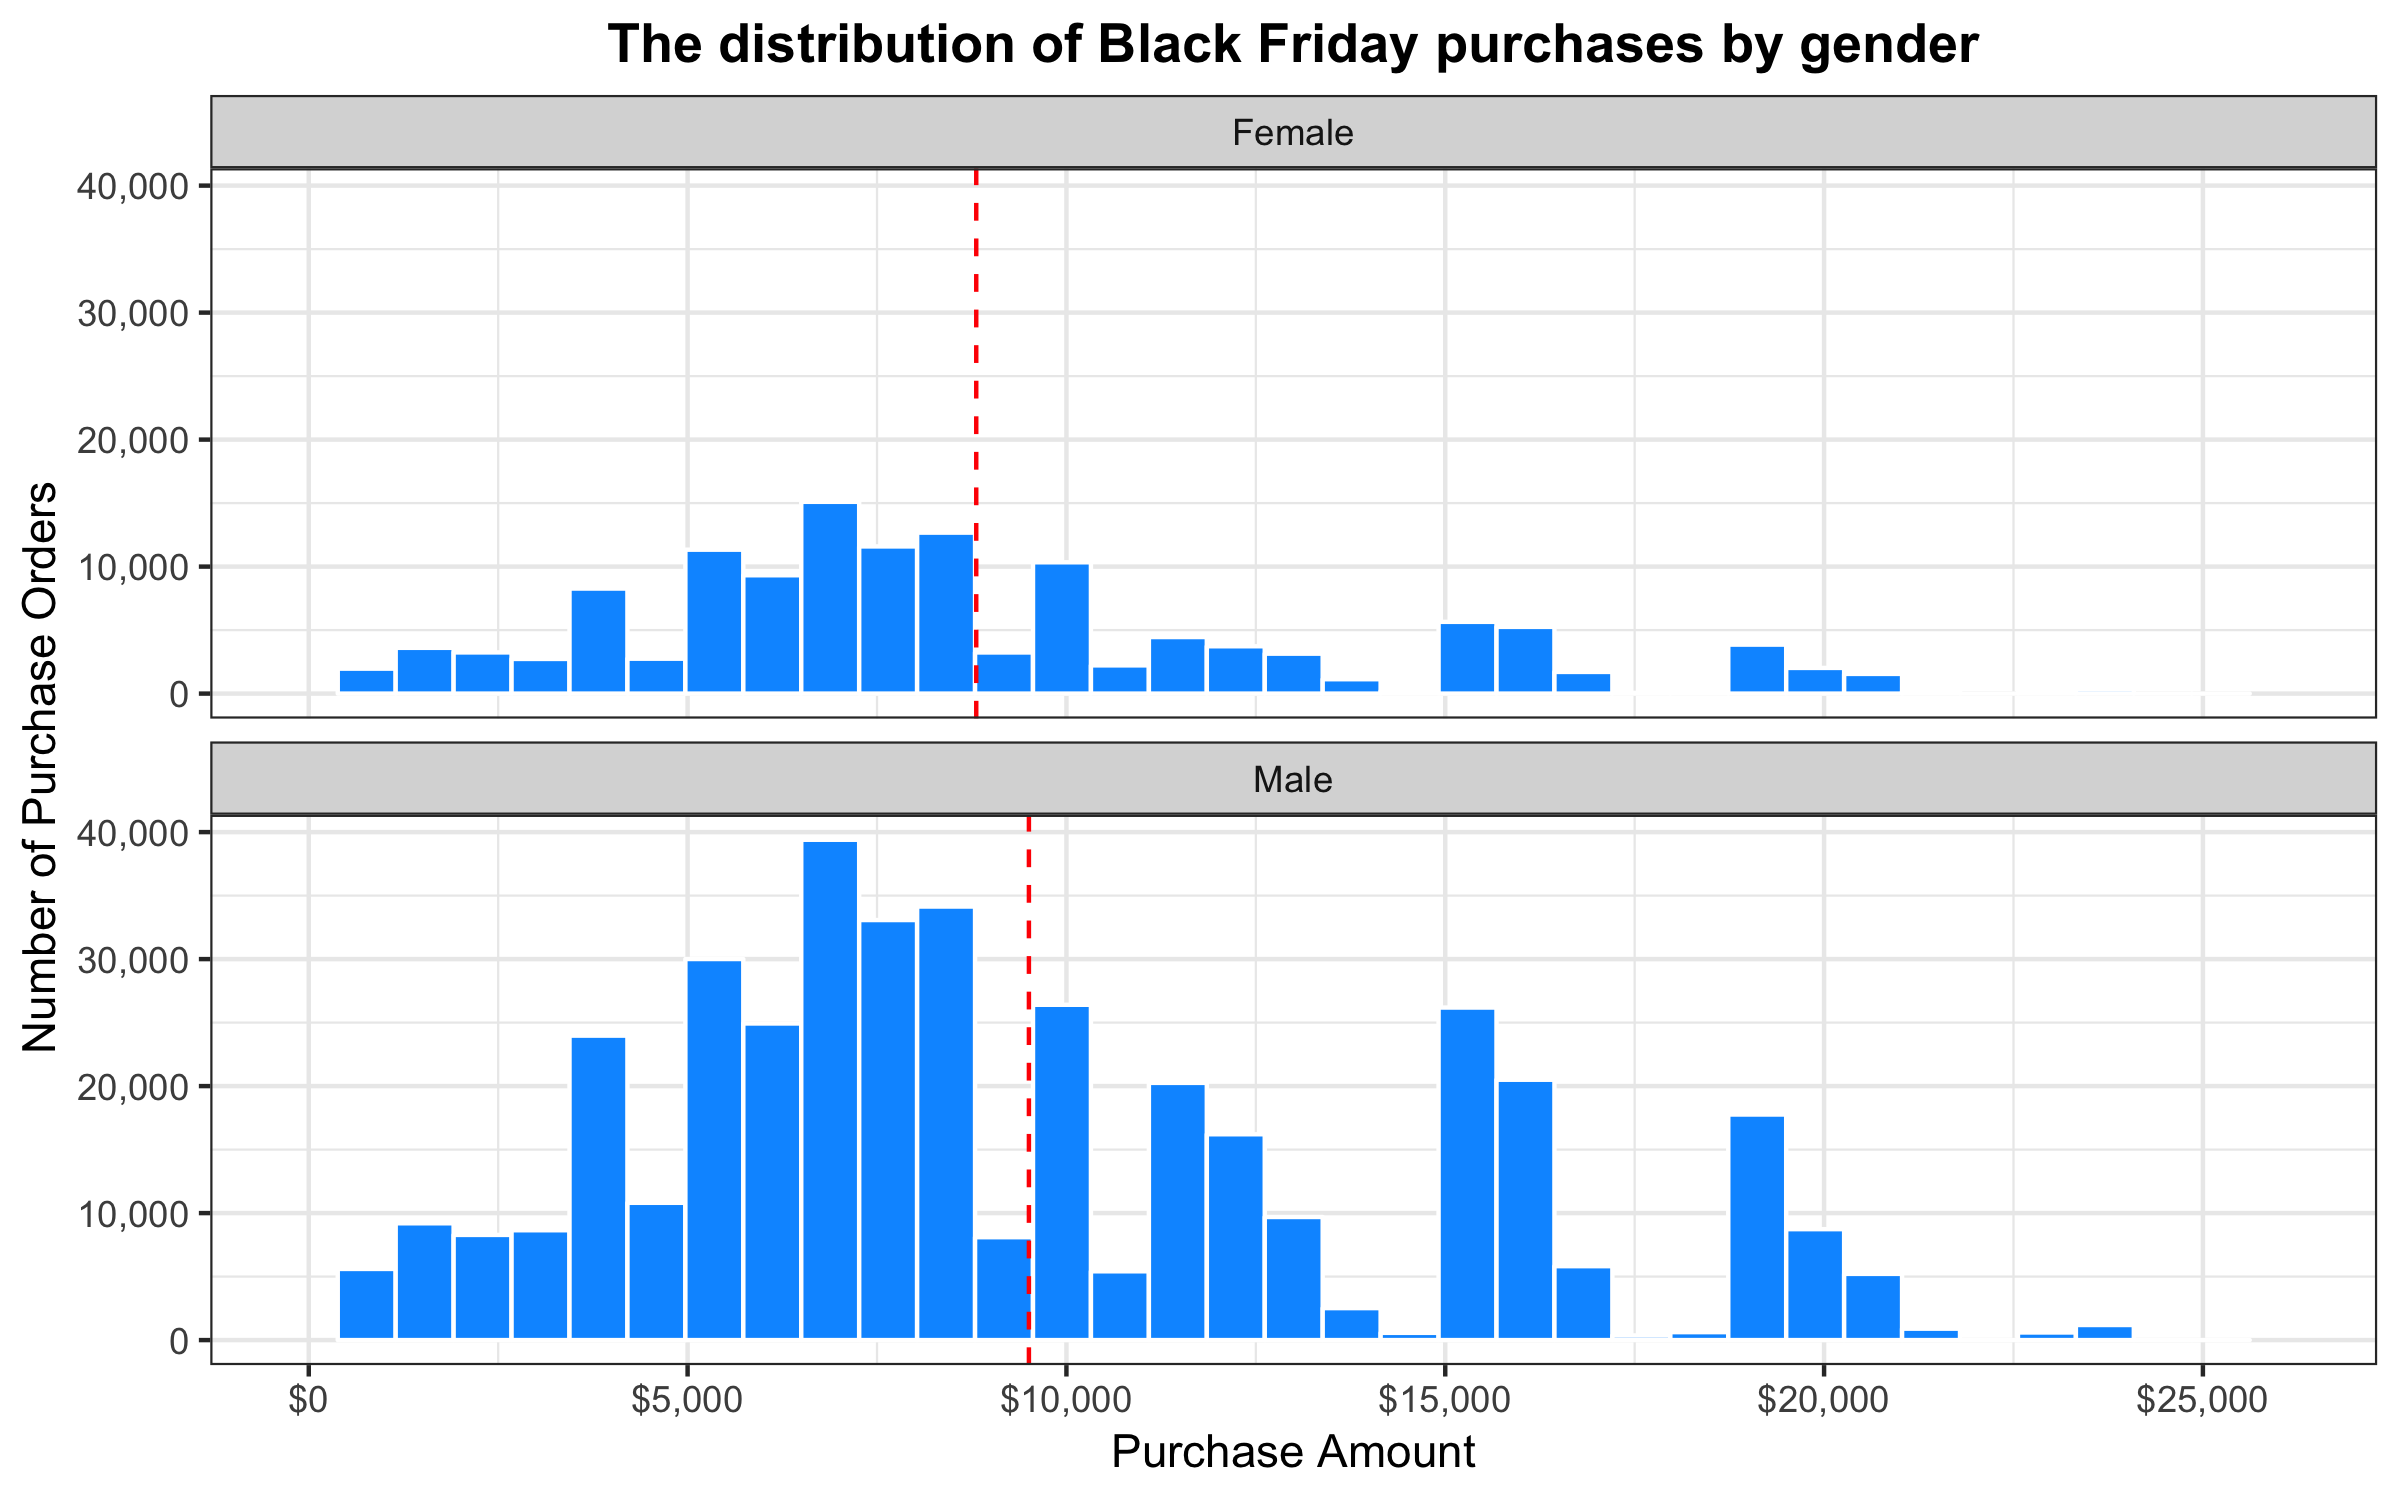 The distribution of Black Friday purchases by gender
Female
40,000
30,000
20,000
10,000
0
Number of Purchase Orders
Male
40,000
30,000
20,000
10,000
0
$0 $5,000 $10,000 $15,000 $20,000 $25,000
Purchase Amount